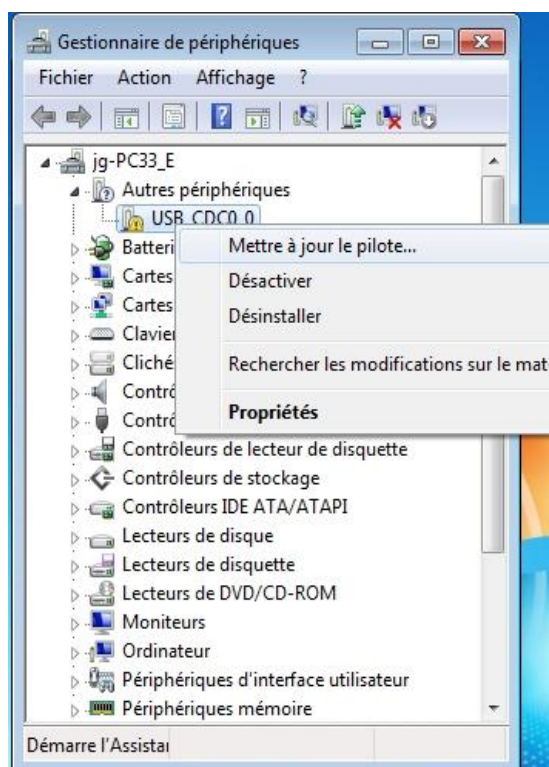 Gestionnaire de périphériques
Fichier Action Affichage ?
jg-PC33_E
Autres périphériques
USB_CDC0_0
Mettre à jour le pilote...
Désactiver
Désinstaller
Rechercher les modifications sur le mat
Propriétés
Batteri
Cartes
Cartes
Clavier
Cliché
Contrô
Contrô
Contrôleurs de lecteur de disquette
Contrôleurs de stockage
Contrôleurs IDE ATA/ATAPI
Lecteurs de disque
Lecteurs de disquette
Lecteurs de DVD/CD-ROM
Moniteurs
Ordinateur
Périphériques d'interface utilisateur
Périphériques mémoire
Démarre l'Assista